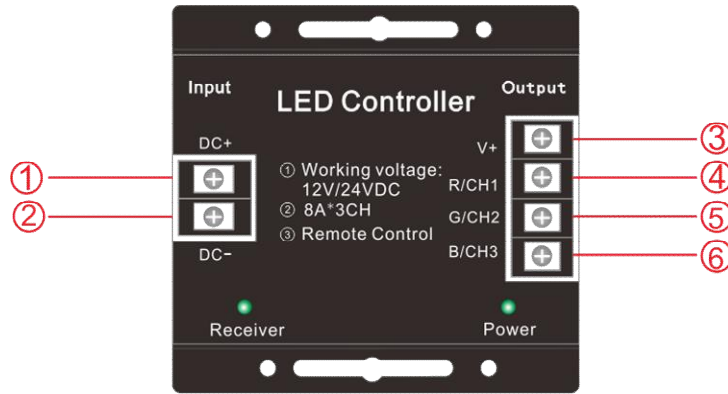 Input
Output
LED Controller
DC+
DC-
① Working voltage:
12V/24VDC
② 8A*3CH
③ Remote Control
V+
R/CH1
G/CH2
B/CH3
①
②
③
④
⑤
⑥
Receiver
Power